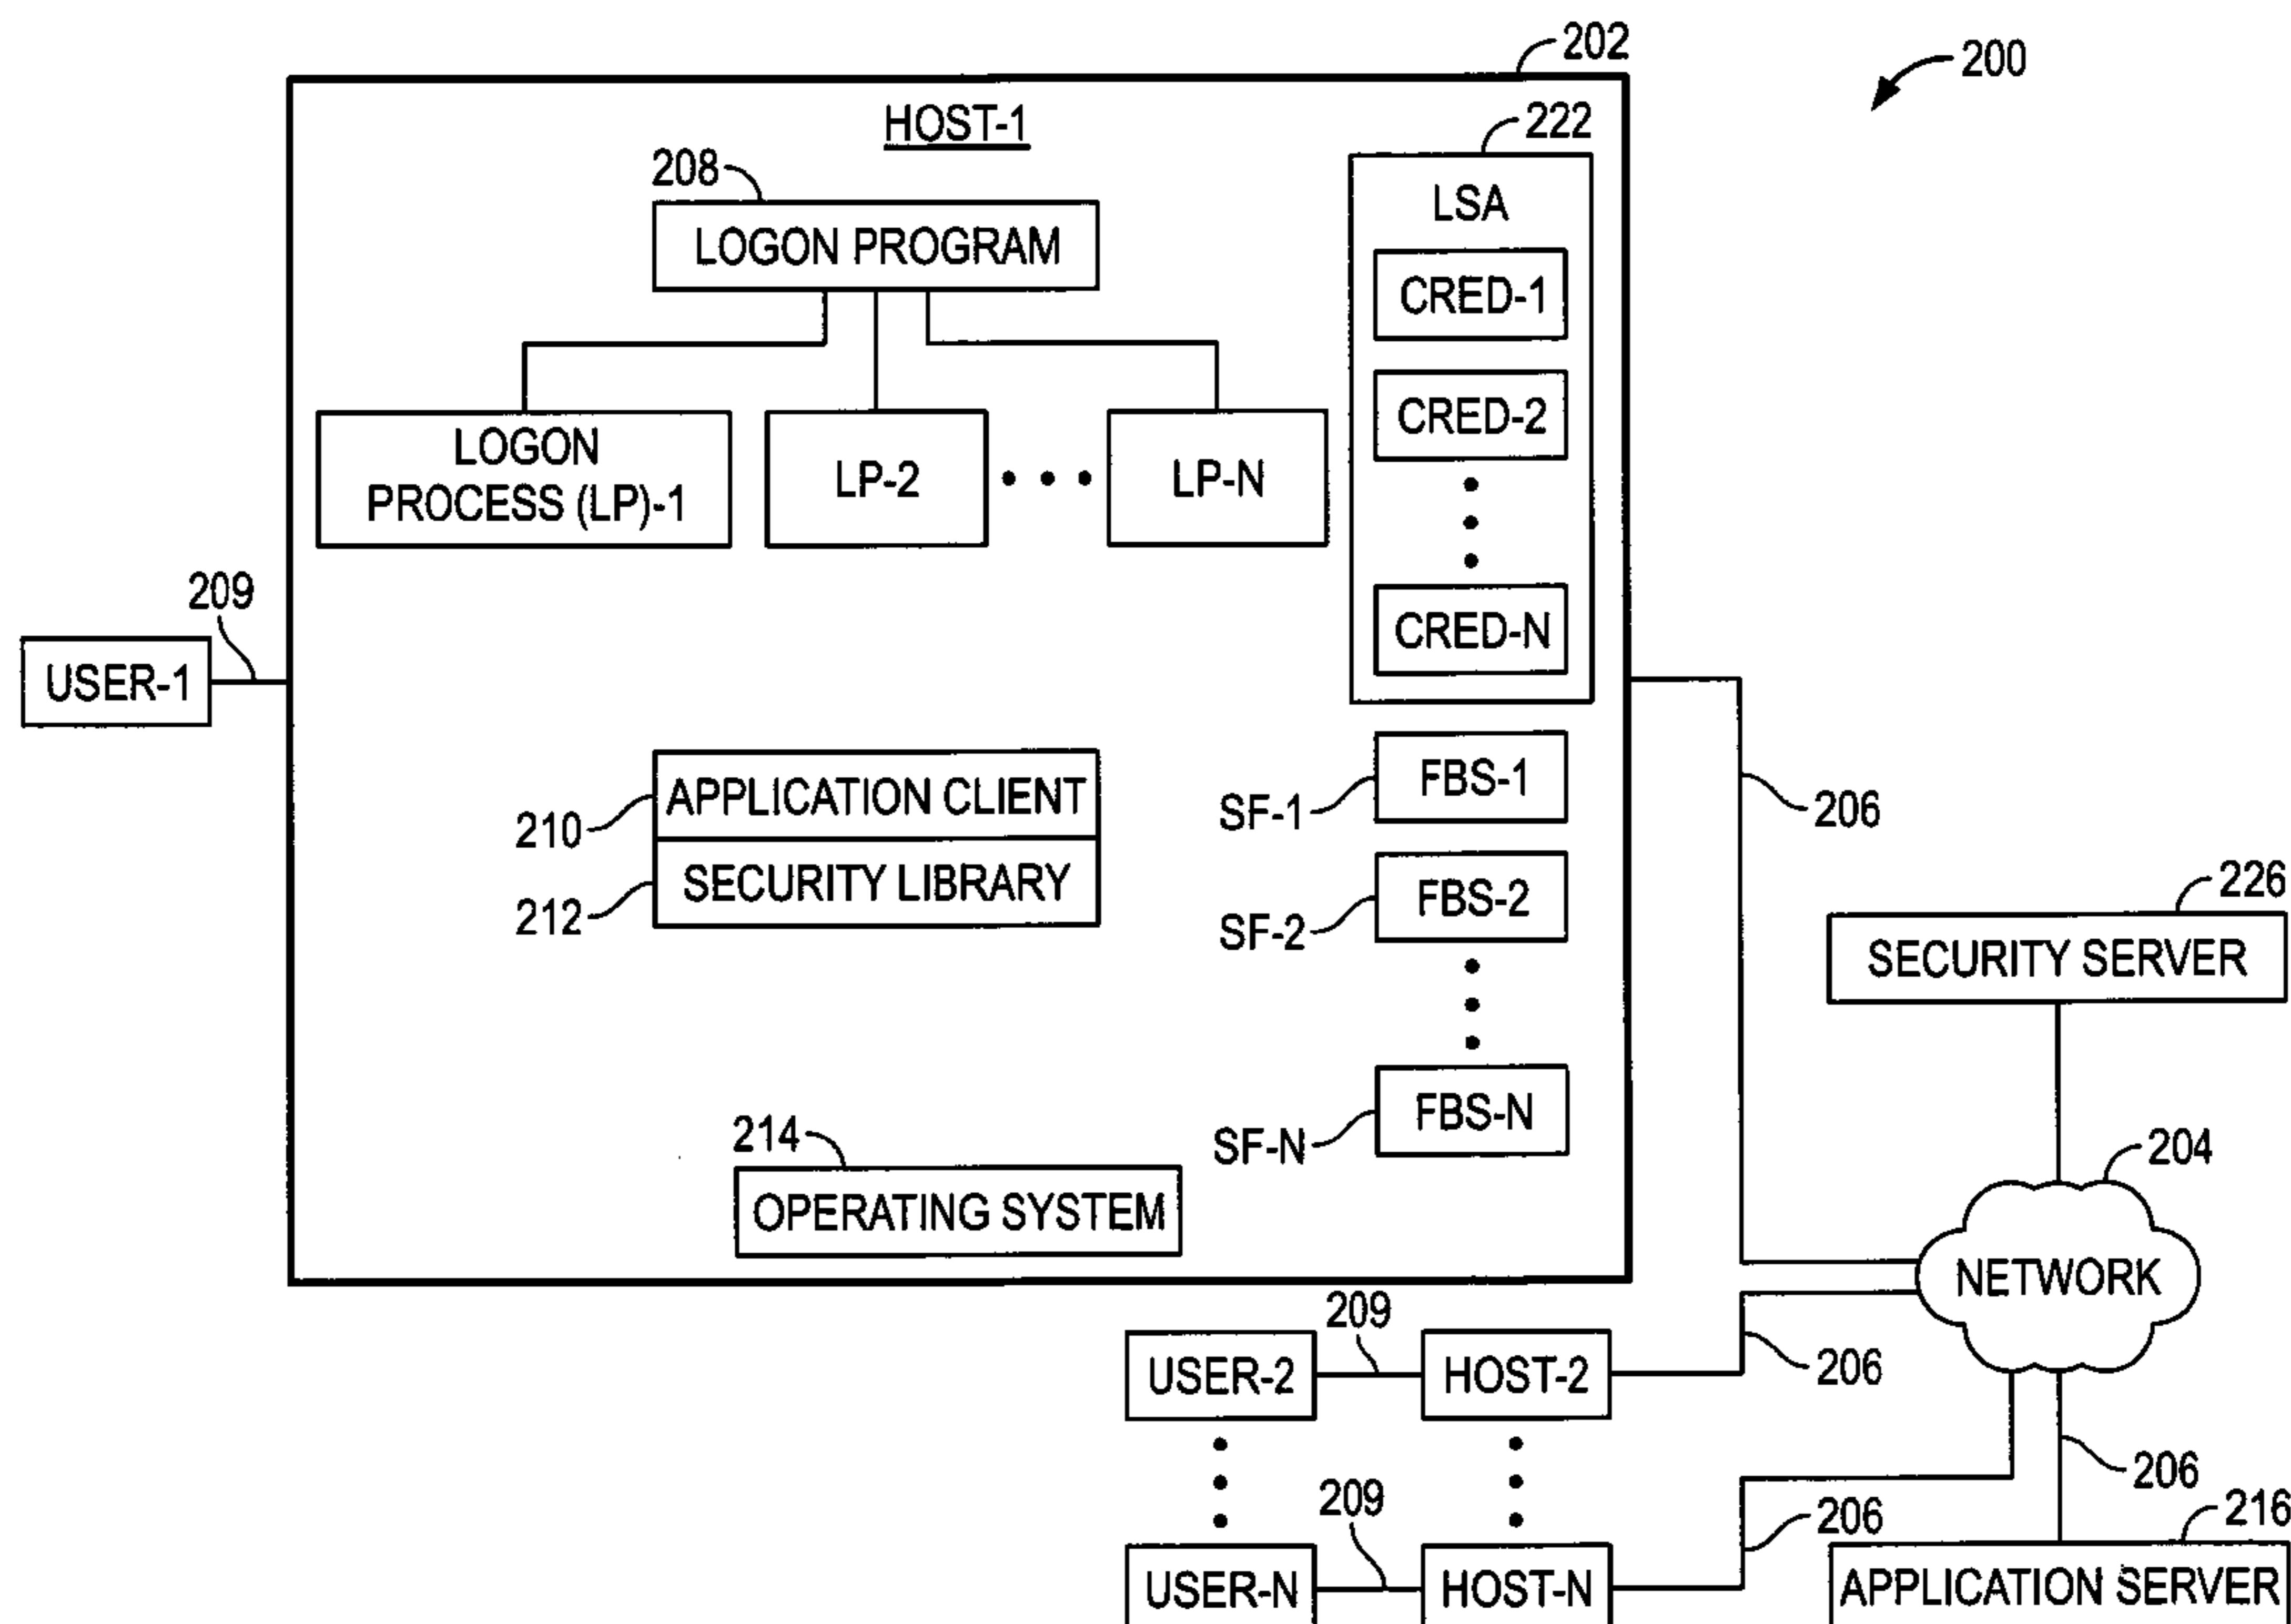 202
200
HOST-1
222
208
LSA
LOGON PROGRAM
CRED-1
CRED-2
LOGON
PROCESS (LP)-1
LP-2
LP-N
CRED-N
209
USER-1
APPLICATION CLIENT
210
SECURITY LIBRARY
212
FBS-1
SF-1
206
FBS-2
SF-2
226
SECURITY SERVER
FBS-N
SF-N
214
OPERATING SYSTEM
204
NETWORK
209
USER-2
HOST-2
206
206
209
206
216
USER-N
HOST-N
APPLICATION SERVER